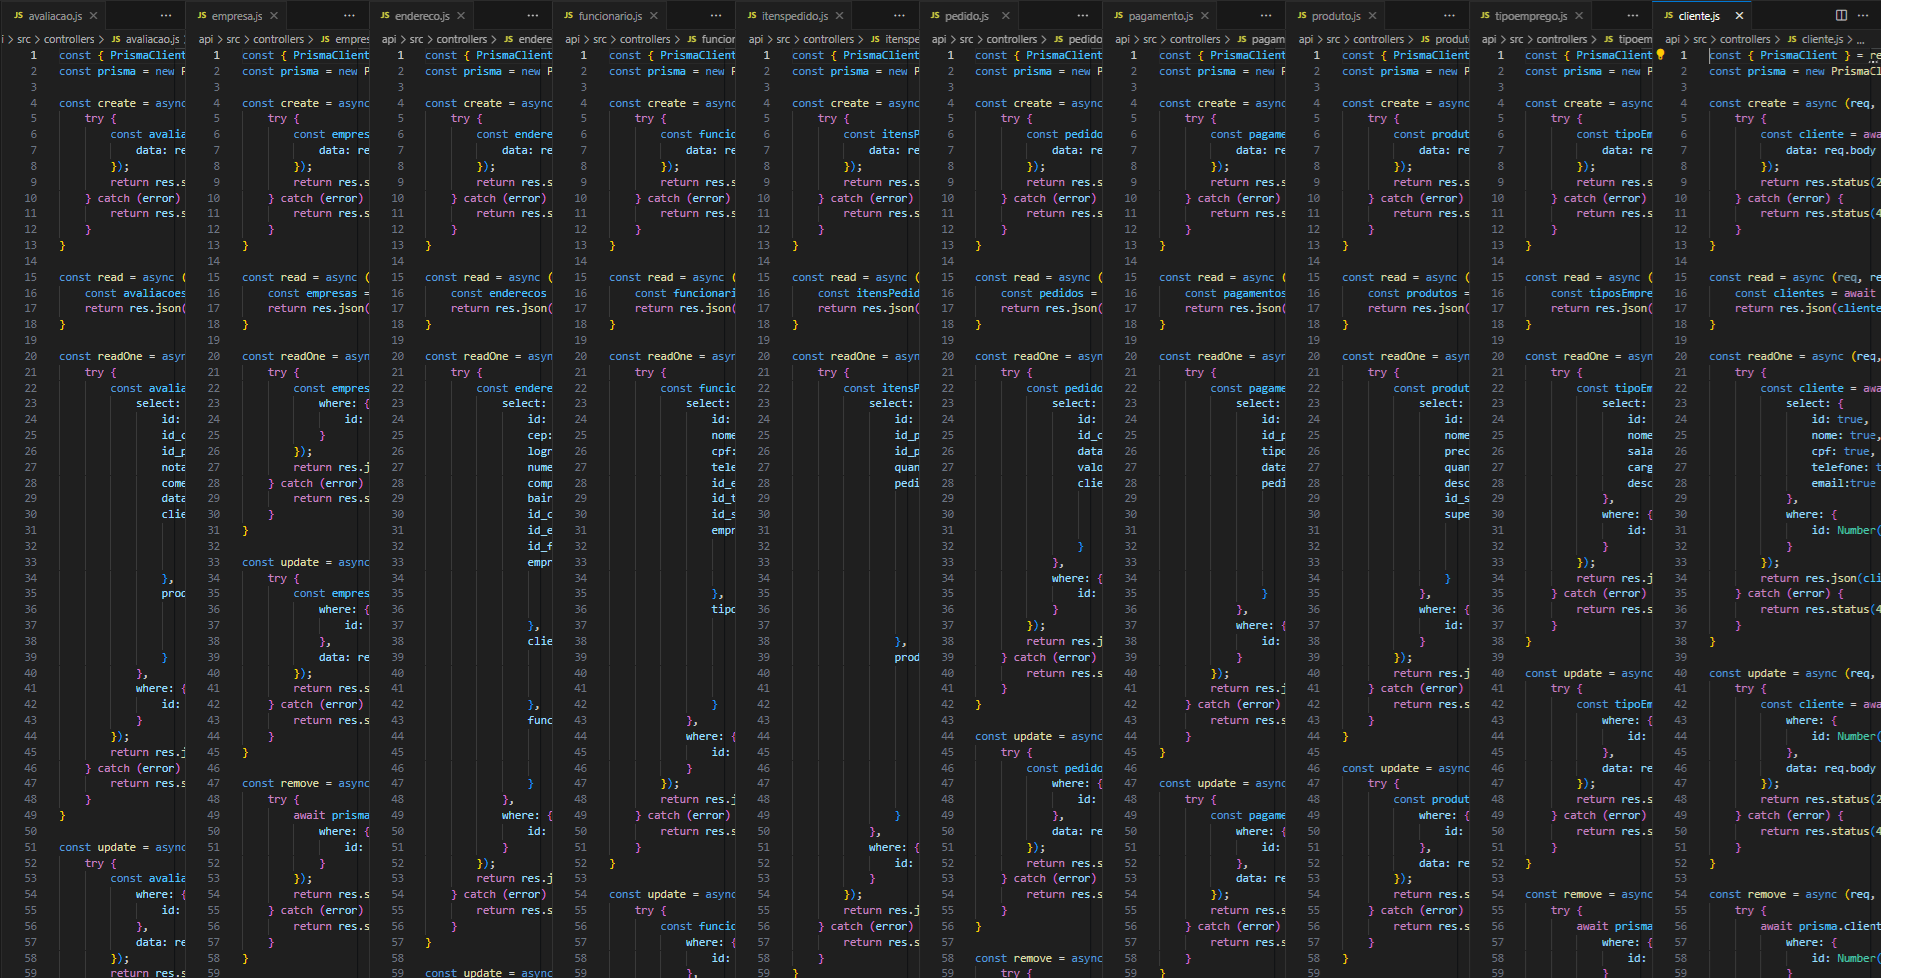 JS avaliacao.js × ···
i > src > controllers > JS avaliacao.js
1 const { PrismaClient
2 const prisma = new P
3
4 const create = async
5 try {
6 const avalia
7 data: re
8 });
9 return res.s
10 } catch (error)
11 return res.s
12 }
13 }
14
15 const read = async (
16 const avaliacoes
17 return res.json(
18 }
19
20 const readOne = asyn
21 try {
22 const avalia
23 select:
24 id:
25 id_c
26 id_p
27 nota
28 come
29 data
30 clie
31
32
33
34 },
35 proc
36
37
38
39 }
40 },
41 where: {
42 id:
43 }
44 });
45 return res.j
46 } catch (error)
47 return res.s
48 }
49 }
50
51 const update = async
52 try {
53 const avalia
54 where: {
55 id:
56 },
57 data: re
58 });
59 return res.s
JS empresa.js × ···
api > src > controllers > JS empres
1 const { PrismaClient
2 const prisma = new P
3
4 const create = async
5 try {
6 const empres
7 data: re
8 });
9 return res.s
10 } catch (error)
11 return res.s
12 }
13 }
14
15 const read = async (
16 const empresas =
17 return res.json(
18 }
19
20 const readOne = asyn
21 try {
22 const empres
23 where: {
24 id:
25 }
26 });
27 return res.j
28 } catch (error)
29 return res.s
30 }
31 }
32
33 const update = async
34 try {
35 const empres
36 where: {
37 id:
38 },
39 data: re
40 });
41 return res.s
42 } catch (error)
43 return res.s
44 }
45 }
46
47 const remove = async
48 try {
49 await prisma
50 where: {
51 id:
52 }
53 });
54 return res.s
55 } catch (error)
56 return res.s
57 }
58 }
59
JS endereco.js × ···
api > src > controllers > JS endere
1 const { PrismaClient
2 const prisma = new P
3
4 const create = async
5 try {
6 const endere
7 data: re
8 });
9 return res.s
10 } catch (error)
11 return res.s
12 }
13 }
14
15 const read = async (
16 const enderecos
17 return res.json(
18 }
19
20 const readOne = asyn
21 try {
22 const endere
23 select:
24 id:
25 cep:
26 logr
27 nume
28 comp
29 bair
30 id_c
31 id_e
32 id_f
33 empr
34
35
36
37 },
38 clie
39
40
41
42 },
43 func
44
45
46
47 }
48 },
49 where: {
50 id:
51 }
52 });
53 return res.j
54 } catch (error)
55 return res.s
56 }
57 }
58
59 const update = async
JS funcionario.js × ···
api > src > controllers > JS funcior
1 const { PrismaClient
2 const prisma = new P
3
4 const create = async
5 try {
6 const funcio
7 data: re
8 });
9 return res.s
10 } catch (error)
11 return res.s
12 }
13 }
14
15 const read = async (
16 const funcionari
17 return res.json(
18 }
19
20 const readOne = asyn
21 try {
22 const funcio
23 select:
24 id:
25 nome
26 cpf:
27 tele
28 id_e
29 id_t
30 id_s
31 empr
32
33
34
35 },
36 tipo
37
38
39
40
41
42 }
43 },
44 where: {
45 id:
46 }
47 });
48 return res.j
49 } catch (error)
50 return res.s
51 }
52 }
53
54 const update = async
55 try {
56 const funcio
57 where: {
58 id:
59 },
JS itenspedido.js × ···
api > src > controllers > JS itensp
1 const { PrismaClient
2 const prisma = new P
3
4 const create = async
5 try {
6 const itensP
7 data: re
8 });
9 return res.s
10 } catch (error)
11 return res.s
12 }
13 }
14
15 const read = async (
16 const itensPedid
17 return res.json(
18 }
19
20 const readOne = asyn
21 try {
22 const itensP
23 select:
24 id:
25 id_p
26 id_p
27 quan
28 pedi
29
30
31
32
33
34
35
36
37
38 },
39 prod
40
41
42
43
44
45
46
47
48
49 }
50 },
51 where: {
52 id:
53 }
54 });
55 return res.j
56 } catch (error)
57 return res.s
58 }
59 }
JS pedido.js × ···
api > src > controllers > JS pedido
1 const { PrismaClient
2 const prisma = new P
3
4 const create = async
5 try {
6 const pedido
7 data: re
8 });
9 return res.s
10 } catch (error)
11 return res.s
12 }
13 }
14
15 const read = async (
16 const pedidos =
17 return res.json(
18 }
19
20 const readOne = asyn
21 try {
22 const pedido
23 select:
24 id:
25 id_c
26 data
27 valo
28 clie
29
30
31
32 }
33 },
34 where: {
35 id:
36 }
37 });
38 return res.j
39 } catch (error)
40 return res.s
41 }
42 }
43
44 const update = async
45 try {
46 const pedido
47 where: {
48 id:
49 },
50 data: re
51 });
52 return res.s
53 } catch (error)
54 return res.s
55 }
56 }
57
58 const remove = async
59 try {
JS pagamento.js × ···
api > src > controllers > JS pagam
1 const { PrismaClient
2 const prisma = new P
3
4 const create = async
5 try {
6 const pagame
7 data: re
8 });
9 return res.s
10 } catch (error)
11 return res.s
12 }
13 }
14
15 const read = async (
16 const pagamentos
17 return res.json(
18 }
19
20 const readOne = asyn
21 try {
22 const pagame
23 select:
24 id:
25 id_p
26 tipo
27 data
28 pedi
29
30
31
32
33
34
35 }
36 },
37 where: {
38 id:
39 }
40 });
41 return res.j
42 } catch (error)
43 return res.s
44 }
45 }
46
47 const update = async
48 try {
49 const pagame
50 where: {
51 id:
52 },
53 data: re
54 });
55 return res.s
56 } catch (error)
57 return res.s
58 }
59 }
JS produto.js × ···
api > src > controllers > JS produt
1 const { PrismaClient
2 const prisma = new P
3
4 const create = async
5 try {
6 const produt
7 data: re
8 });
9 return res.s
10 } catch (error)
11 return res.s
12 }
13 }
14
15 const read = async (
16 const produtos =
17 return res.json(
18 }
19
20 const readOne = asyn
21 try {
22 const produt
23 select:
24 id:
25 nome
26 prec
27 quan
28 desc
29 id_s
30 supe
31
32
33
34 }
35 },
36 where: {
37 id:
38 }
39 });
40 return res.j
41 } catch (error)
42 return res.s
43 }
44 }
45
46 const update = async
47 try {
48 const produt
49 where: {
50 id:
51 },
52 data: re
53 });
54 return res.s
55 } catch (error)
56 return res.s
57 }
58 }
59
JS tipoemprego.js × ···
api > src > controllers > JS tipoem
1 const { PrismaClient
2 const prisma = new P
3
4 const create = async
5 try {
6 const tipoEm
7 data: re
8 });
9 return res.s
10 } catch (error)
11 return res.s
12 }
13 }
14
15 const read = async (
16 const tiposEmpre
17 return res.json(
18 }
19
20 const readOne = asyn
21 try {
22 const tipoEm
23 select:
24 id:
25 nome
26 sala
27 carg
28 desc
29 },
30 where: {
31 id:
32 }
33 });
34 return res.j
35 } catch (error)
36 return res.s
37 }
38 }
39
40 const update = async
41 try {
42 const tipoEm
43 where: {
44 id:
45 },
46 data: re
47 });
48 return res.s
49 } catch (error)
50 return res.s
51 }
52 }
53
54 const remove = async
55 try {
56 await prisma
57 where: {
58 id:
59 }
JS cliente.js × ···
api > src > controllers > JS cliente.js > ...
1 const { PrismaClient } = re
2 const prisma = new PrismaCl
3
4 const create = async (req,
5 try {
6 const cliente = awa
7 data: req.body
8 });
9 return res.status(2
10 } catch (error) {
11 return res.status(4
12 }
13 }
14
15 const read = async (req, re
16 const clientes = await
17 return res.json(cliente
18 }
19
20 const readOne = async (req,
21 try {
22 const cliente = awa
23 select: {
24 id: true,
25 nome: true,
26 cpf: true,
27 telefone: t
28 email:true
29 },
30 where: {
31 id: Number(
32 }
33 });
34 return res.json(cli
35 } catch (error) {
36 return res.status(4
37 }
38 }
39
40 const update = async (req,
41 try {
42 const cliente = awa
43 where: {
44 id: Number(
45 },
46 data: req.body
47 });
48 return res.status(2
49 } catch (error) {
50 return res.status(4
51 }
52 }
53
54 const remove = async (req,
55 try {
56 await prisma.client
57 where: {
58 id: Number(
59 }